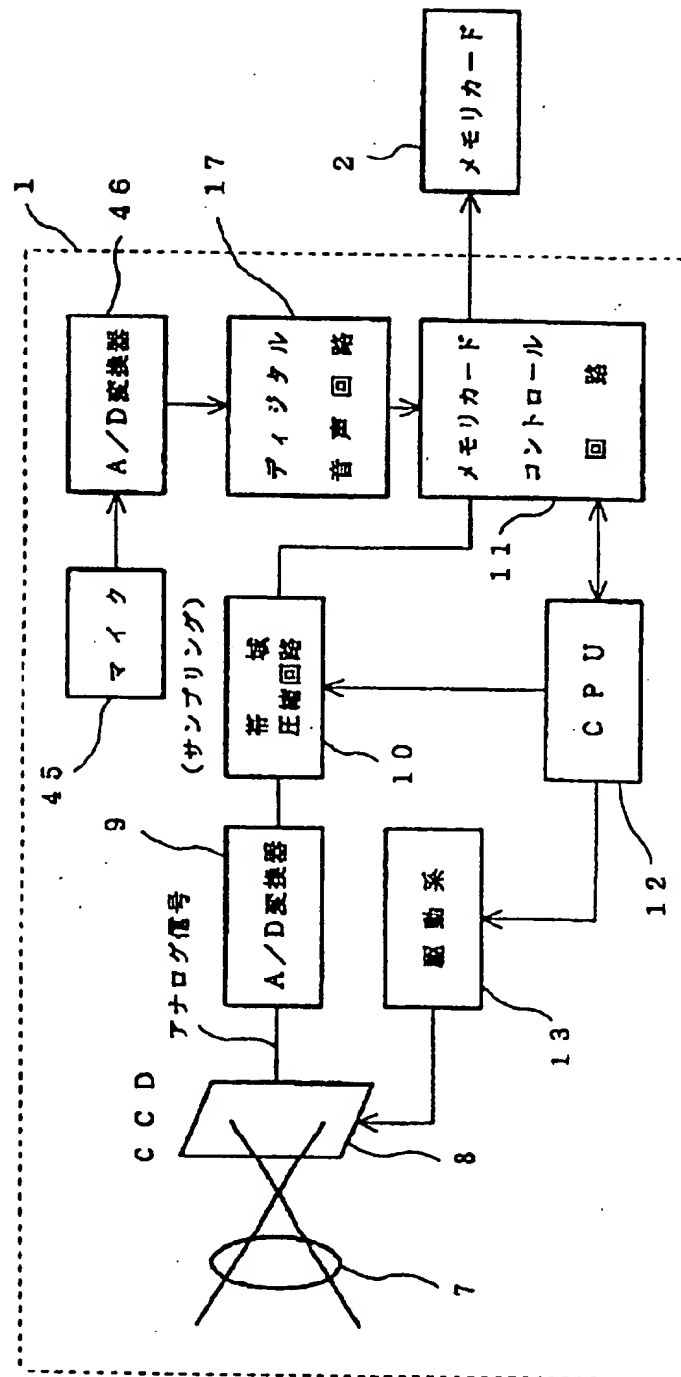 1
46
A/D変換器
マイク
45
17
ディジタル
音声回路
2
メモリカード
メモリカード
コントロール
回路
11
(サンプリング)
帯域
圧縮回路
10
9
A/D変換器
アナログ信号
CCD
8
7
駆動系
13
CPU
12